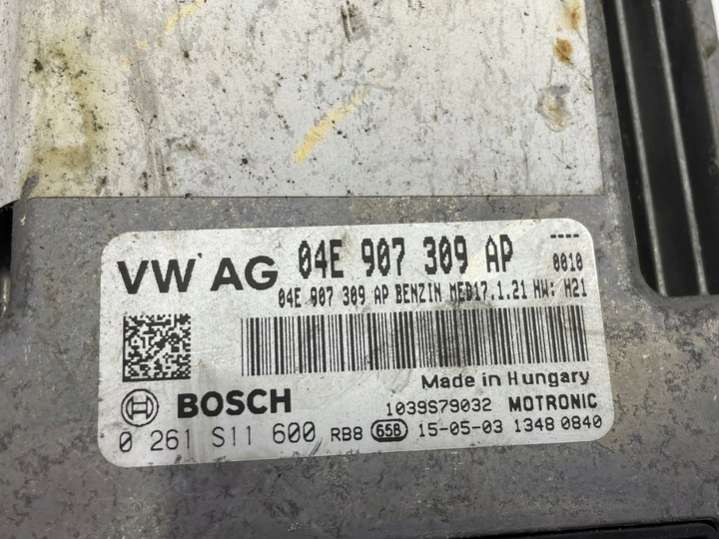 VW AG 04E 907 309 AP ----
0010
04E 907 309 AP BENZIN MED17.1.21 HW: H21
Made in Hungary
BOSCH 1039S79032 MOTRONIC
0 261 S11 600 RB8 65B 15-05-03 1348 0840